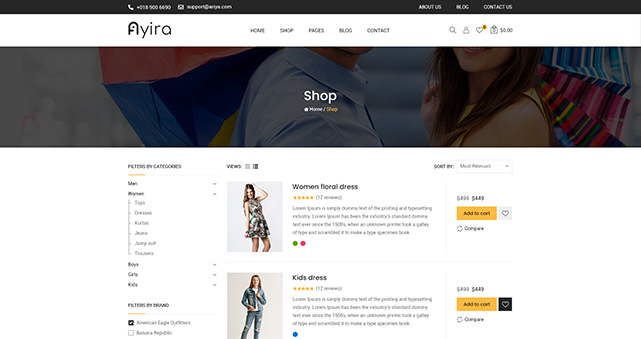 +018 900 6690 support@ariya.com ABOUT US BLOG CONTACT US
Ayira HOME SHOP PAGES BLOG CONTACT 0 $0.00
Shop
Home / Shop
FILTERS BY CATEGORIES
Men
Women
Tops
Dresses
Kurtas
Jeans
Jump suit
Trousers
Boys
Girls
Kids
FILTERS BY BRAND
American Eagle Outfitters
Banana Republic
VIEWS: SORT BY: Most Relevant
Women floral dress
(12 reviews)
Lorem Ipsum is simply dummy text of the printing and typesetting
industry. Lorem Ipsum has been the industry's standard dummy
text ever since the 1500s, when an unknown printer took a galley
of type and scrambled it to make a type specimen book.
$499 $449
Add to cart
Compare
Kids dress
(12 reviews)
Lorem Ipsum is simply dummy text of the printing and typesetting
industry. Lorem Ipsum has been the industry's standard dummy
text ever since the 1500s, when an unknown printer took a galley
of type and scrambled it to make a type specimen book.
$499 $449
Add to cart
Compare